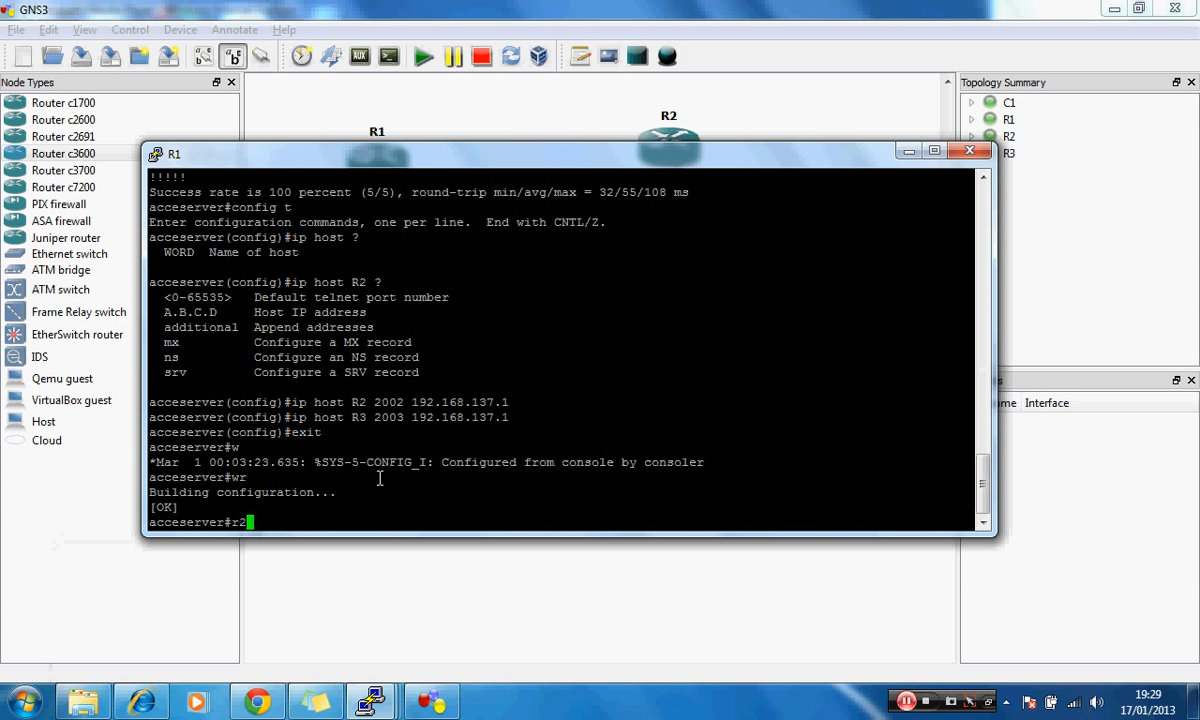 GNS3
File Edit View Control Device Annotate Help
Node Types
Router c1700
Router c2600
Router c2691
Router c3600
Router c3700
Router c7200
PIX firewall
ASA firewall
Juniper router
Ethernet switch
ATM bridge
ATM switch
Frame Relay switch
EtherSwitch router
IDS
Qemu guest
VirtualBox guest
Host
Cloud
AUX
R1
R2
R1
!!!!!
Success rate is 100 percent (5/5), round-trip min/avg/max = 32/55/108 ms
acceserver#config t
Enter configuration commands, one per line.  End with CNTL/Z.
acceserver(config)#ip host ?
WORD  Name of host
acceserver(config)#ip host R2 ?
<0-65535>   Default telnet port number
A.B.C.D     Host IP address
additional  Append addresses
mx          Configure a MX record
ns          Configure an NS record
srv         Configure a SRV record
acceserver(config)#ip host R2 2002 192.168.137.1
acceserver(config)#ip host R3 2003 192.168.137.1
acceserver(config)#exit
acceserver#w
*Mar  1 00:03:23.635: %SYS-5-CONFIG_I: Configured from console by consoler
acceserver#wr
Building configuration...
[OK]
acceserver#r2
Topology Summary
C1
R1
R2
R3
Interface
19:29
17/01/2013